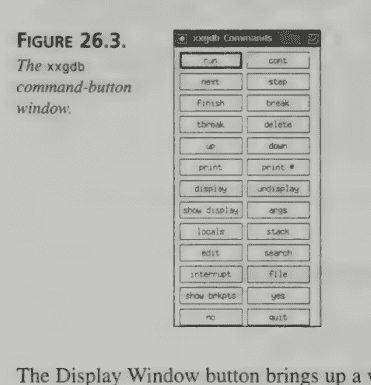 FIGURE 26.3.
The xxgdb
command-button
window.
xxgdb Commands
run cont
next step
finish break
tbreak delete
up down
print print *
display undisplay
show display args
locals stack
edit search
interrupt file
show brkpts yes
no quit
The Display Window button brings up a